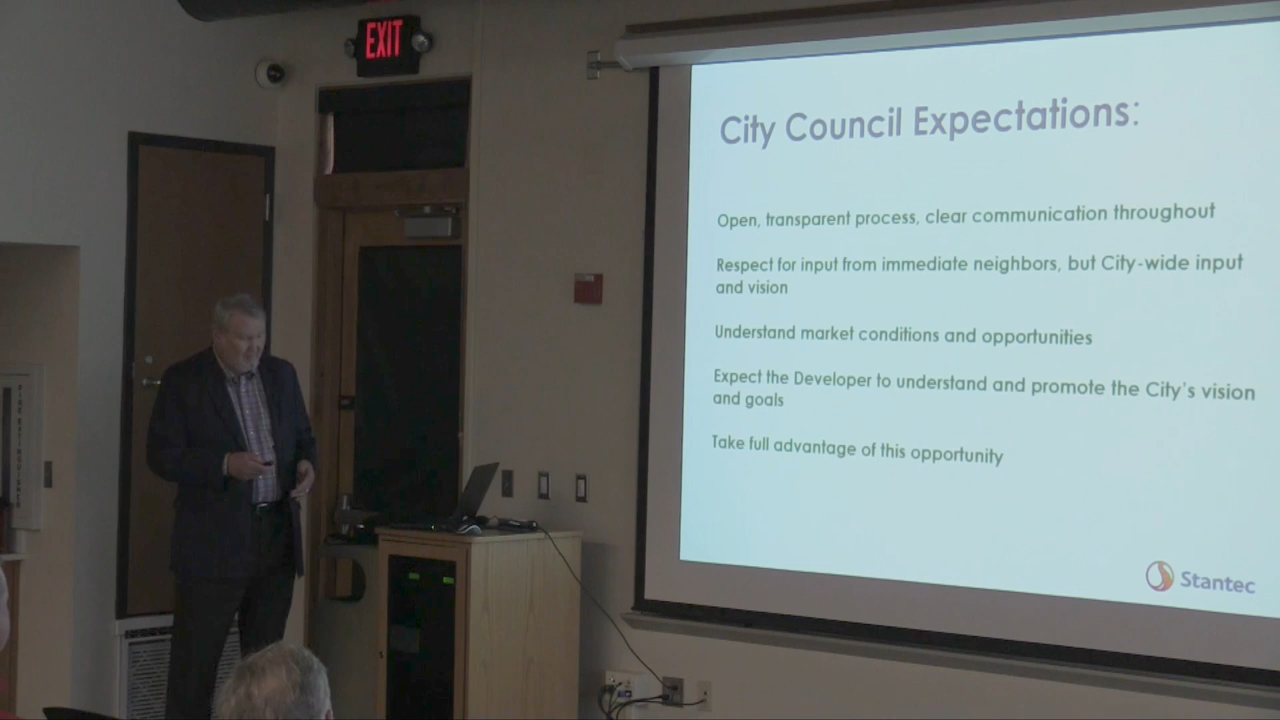 EXIT
City Council Expectations:
Open, transparent process, clear communication throughout
Respect for input from immediate neighbors, but City-wide input
and vision
Understand market conditions and opportunities
Expect the Developer to understand and promote the City's vision
and goals
Take full advantage of this opportunity
Stantec